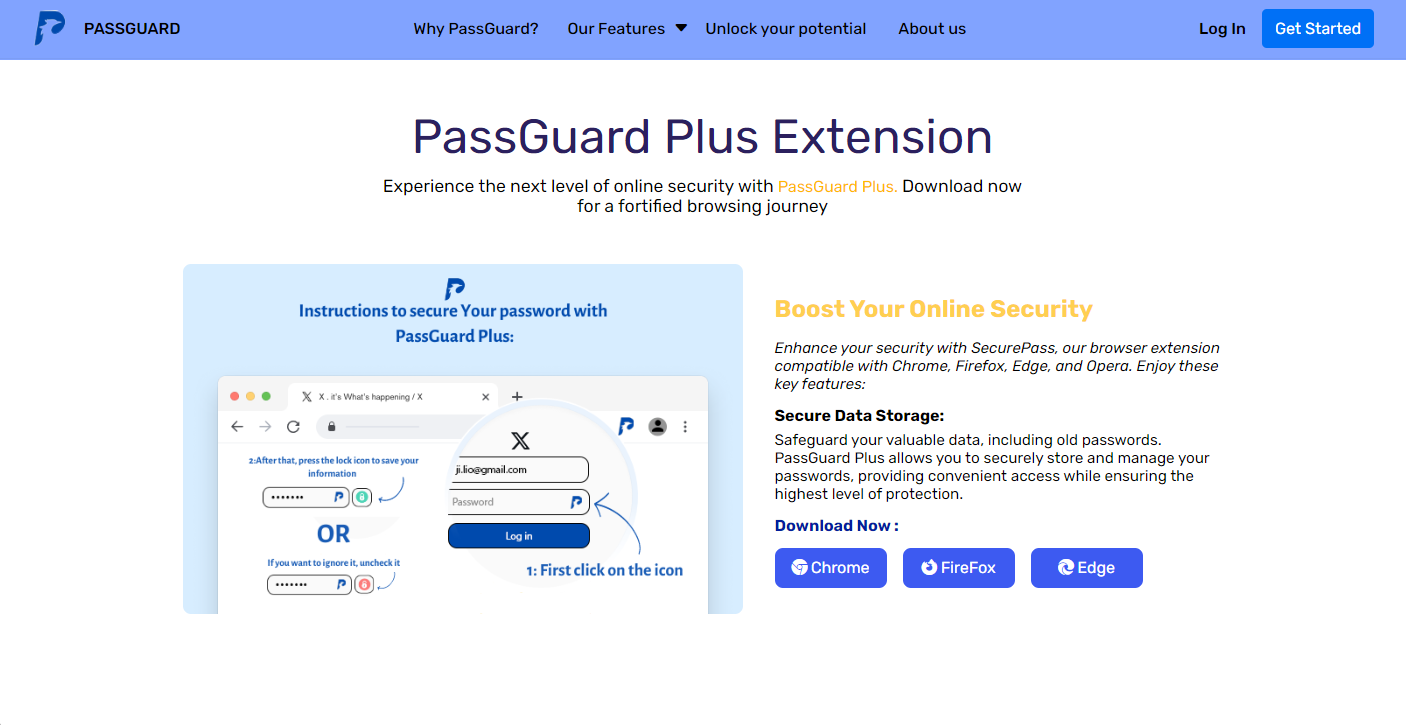 PASSGUARD
Why PassGuard?
Our Features
Unlock your potential
About us
Log In
Get Started
PassGuard Plus Extension
Experience the next level of online security with PassGuard Plus. Download now
for a fortified browsing journey
Instructions to secure Your password with
PassGuard Plus:
X . it's What's happening / X
2:After that, press the lock icon to save your
information
OR
If you want to ignore it, uncheck it
ji.lio@gmail.com
Password
Log in
1: First click on the icon
Boost Your Online Security
Enhance your security with SecurePass, our browser extension
compatible with Chrome, Firefox, Edge, and Opera. Enjoy these
key features:
Secure Data Storage:
Safeguard your valuable data, including old passwords.
PassGuard Plus allows you to securely store and manage your
passwords, providing convenient access while ensuring the
highest level of protection.
Download Now :
Chrome
FireFox
Edge